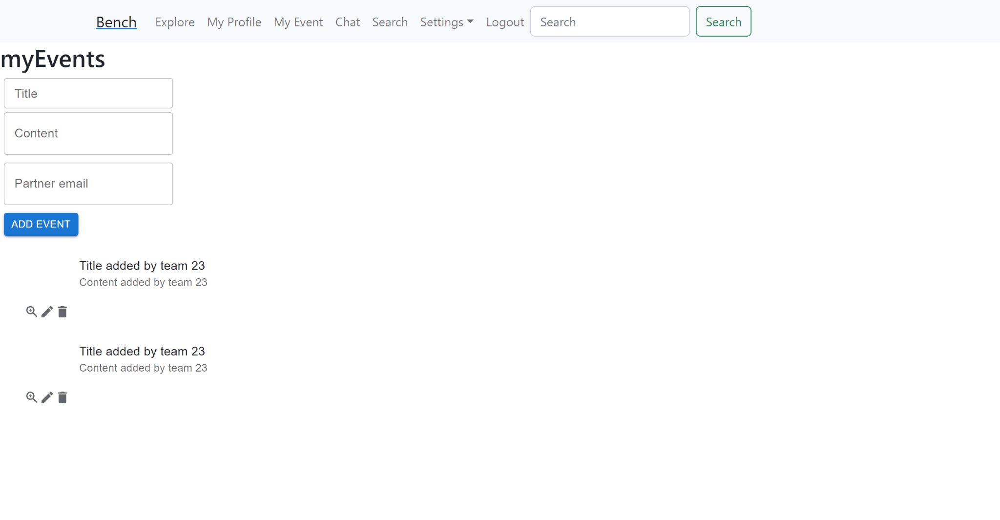 Bench Explore My Profile My Event Chat Search Settings Logout Search Search
myEvents
Title
Content
Partner email
ADD EVENT
Title added by team 23
Content added by team 23
Title added by team 23
Content added by team 23